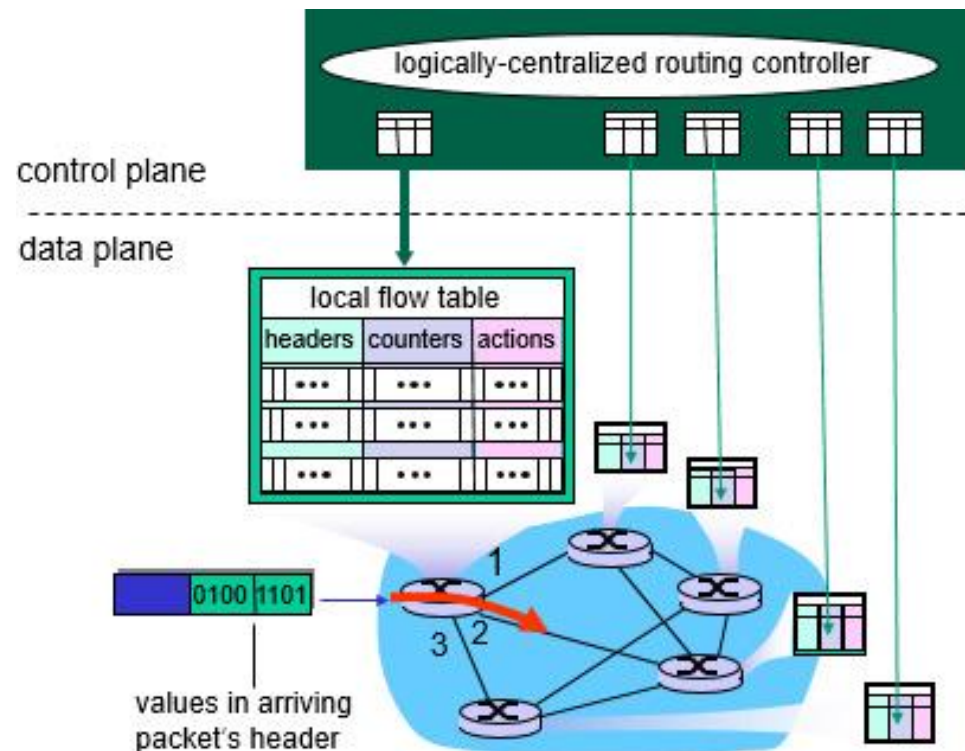 logically-centralized routing controller
control plane
data plane
local flow table
headers counters actions
••• ••• •••
••• ••• •••
••• ••• •••
1
0100 1101
3 2
values in arriving
packet's header